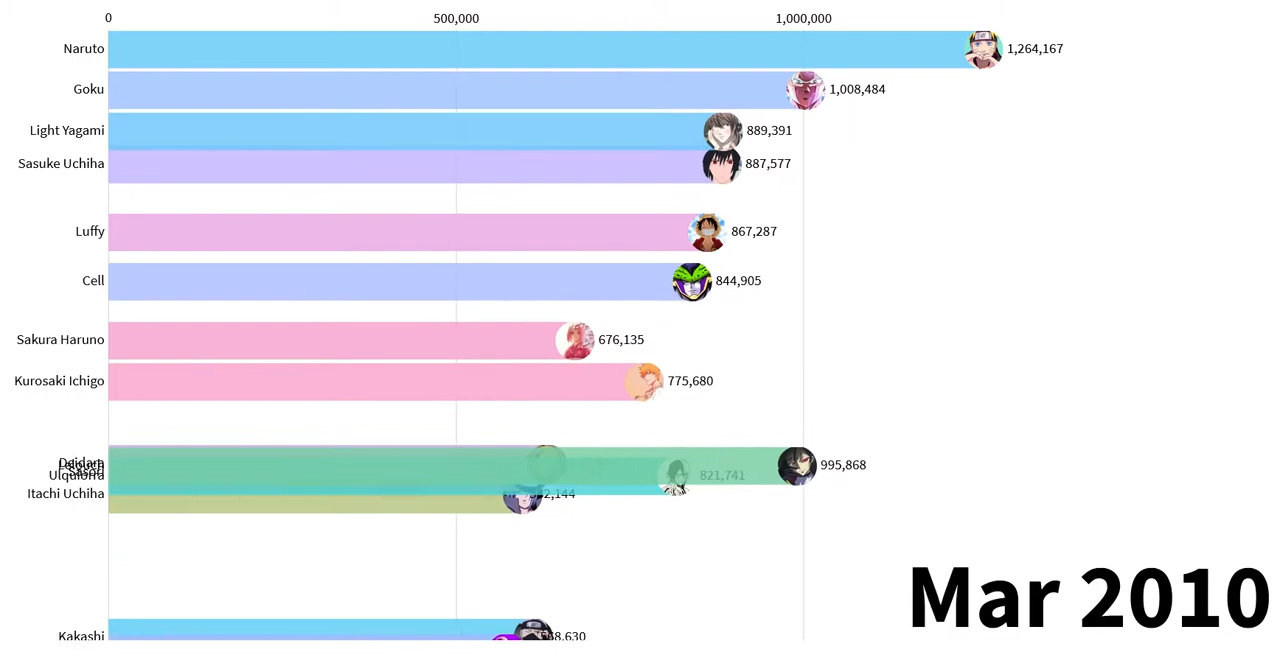 0 500,000 1,000,000
Naruto 1,264,167
Goku 1,008,484
Light Yagami 889,391
Sasuke Uchiha 887,577
Luffy 867,287
Cell 844,905
Sakura Haruno 676,135
Kurosaki Ichigo 775,680
Deidara
995,868
Ulquiorra 821,741
Itachi Uchiha
Kakashi
Mar 2010